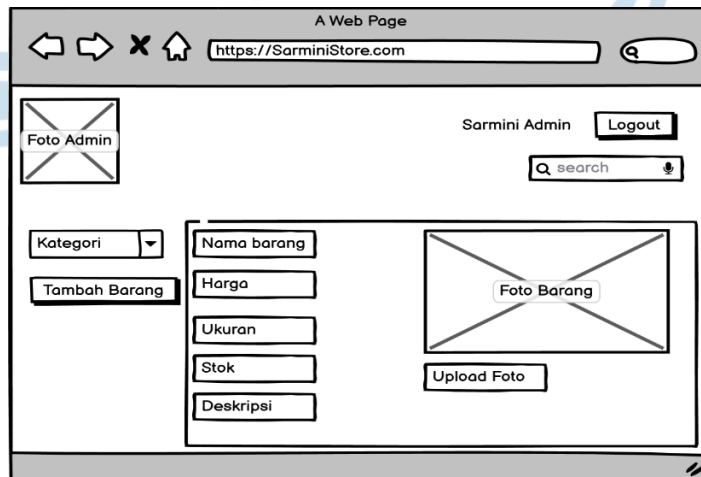 A Web Page
https://SarminiStore.com
Foto Admin
Sarmini Admin
Logout
search
Kategori
Tambah Barang
Nama barang
Harga
Ukuran
Stok
Deskripsi
Foto Barang
Upload Foto